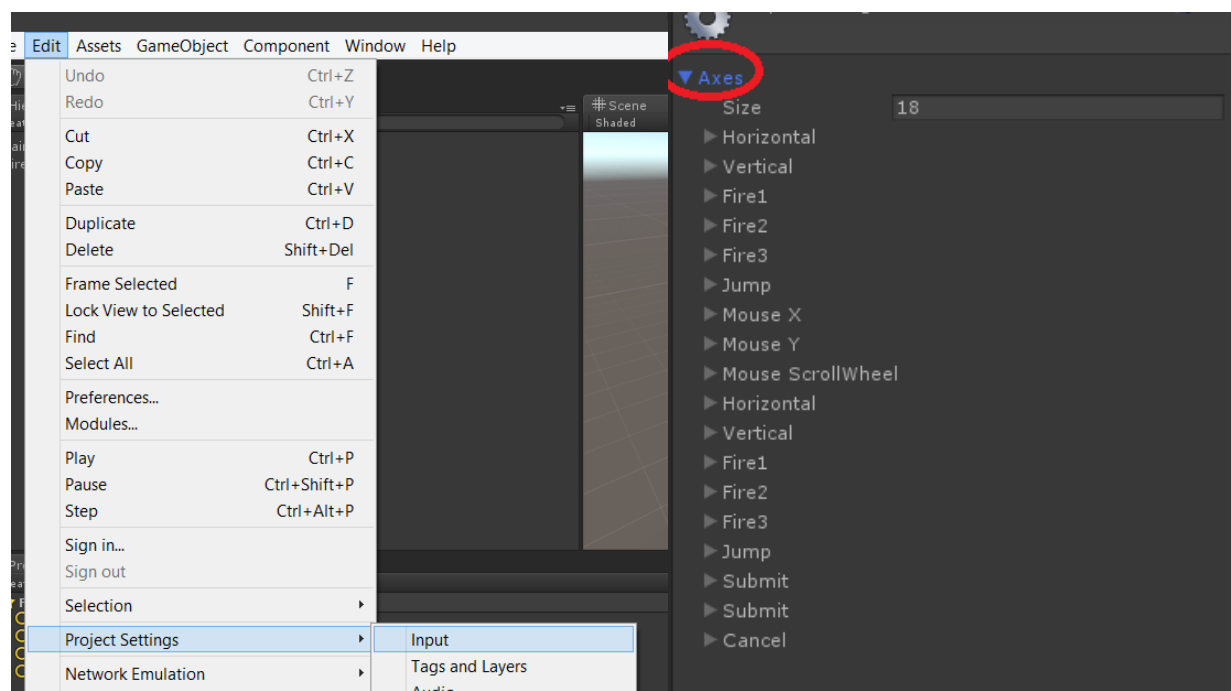 Edit Assets GameObject Component Window Help
Undo Ctrl+Z
Redo Ctrl+Y
Cut Ctrl+X
Copy Ctrl+C
Paste Ctrl+V
Duplicate Ctrl+D
Delete Shift+Del
Frame Selected F
Lock View to Selected Shift+F
Find Ctrl+F
Select All Ctrl+A
Preferences...
Modules...
Play Ctrl+P
Pause Ctrl+Shift+P
Step Ctrl+Alt+P
Sign in...
Sign out
Selection
Project Settings
Network Emulation
Input
Tags and Layers
Audio
Scene
Shaded
Axes
Size 18
Horizontal
Vertical
Fire1
Fire2
Fire3
Jump
Mouse X
Mouse Y
Mouse ScrollWheel
Horizontal
Vertical
Fire1
Fire2
Fire3
Jump
Submit
Submit
Cancel